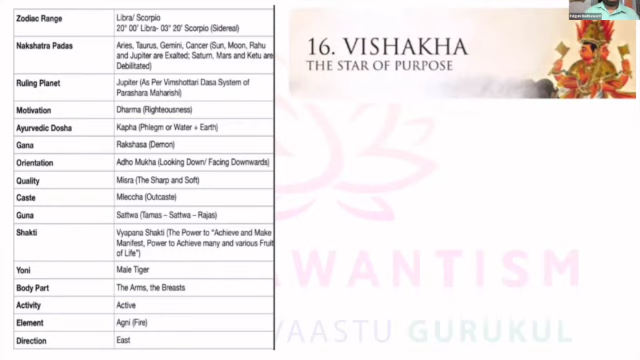 Zodiac Range
Libra/ Scorpio
20° 00' Libra- 03° 20' Scorpio (Sidereal)
Nakshatra Padas
Aries, Taurus, Gemini, Cancer (Sun, Moon, Rahu
and Jupiter are Exalted; Saturn, Mars and Ketu are
Debilitated)
Ruling Planet
Jupiter (As Per Vimshottari Dasa System of
Parashara Maharishi)
Motivation
Dharma (Righteousness)
Ayurvedic Dosha
Kapha (Phlegm or Water + Earth)
Gana
Rakshasa (Demon)
Orientation
Adho Mukha (Looking Down/ Facing Downwards)
Quality
Misra (The Sharp and Soft)
Caste
Mleccha (Outcaste)
Guna
Sattwa (Tamas – Sattwa – Rajas)
Shakti
Vyapana Shakti (The Power to “Achieve and Make
Manifest, Power to Achieve many and various Fruit
of Life”)
Yoni
Male Tiger
Body Part
The Arms, the Breasts
Activity
Active
Element
Agni (Fire)
Direction
East
16. VISHAKHA
THE STAR OF PURPOSE
AWANTISM
VAASTU GURUKUL